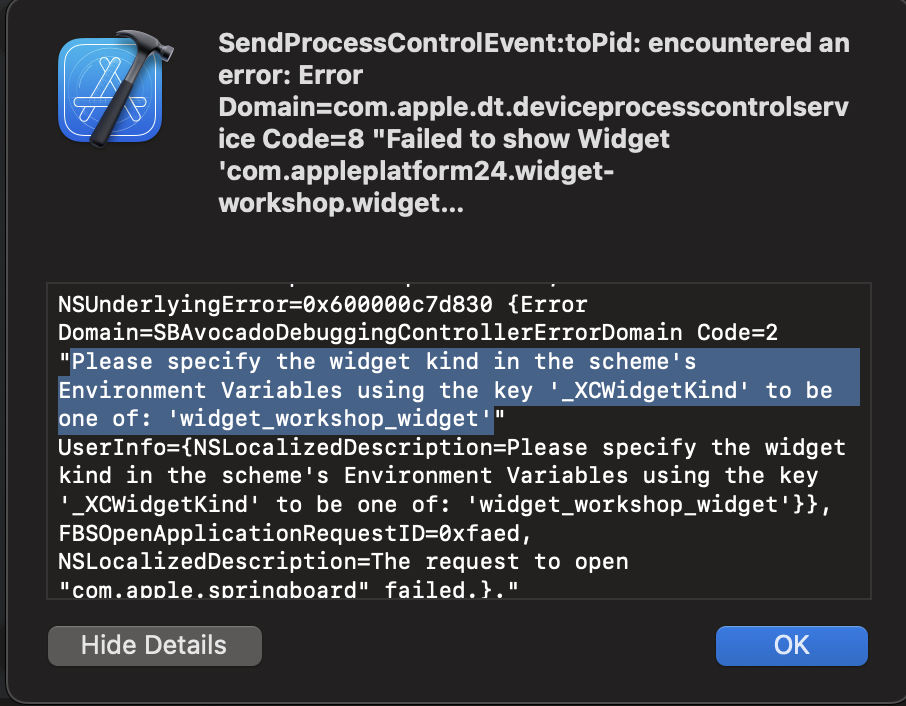 SendProcessControlEvent:toPid: encountered an
error: Error
Domain=com.apple.dt.deviceprocesscontrolserv
ice Code=8 "Failed to show Widget
'com.appleplatform24.widget-
workshop.widget...
NSUnderlyingError=0x600000c7d830 {Error
Domain=SBAvocadoDebuggingControllerErrorDomain Code=2
"Please specify the widget kind in the scheme's
Environment Variables using the key '_XCWidgetKind' to be
one of: 'widget_workshop_widget'"
UserInfo={NSLocalizedDescription=Please specify the widget
kind in the scheme's Environment Variables using the key
'_XCWidgetKind' to be one of: 'widget_workshop_widget'}},
FBSOpenApplicationRequestID=0xfaed,
NSLocalizedDescription=The request to open
"com.apple.springboard" failed.}."
Hide Details
OK